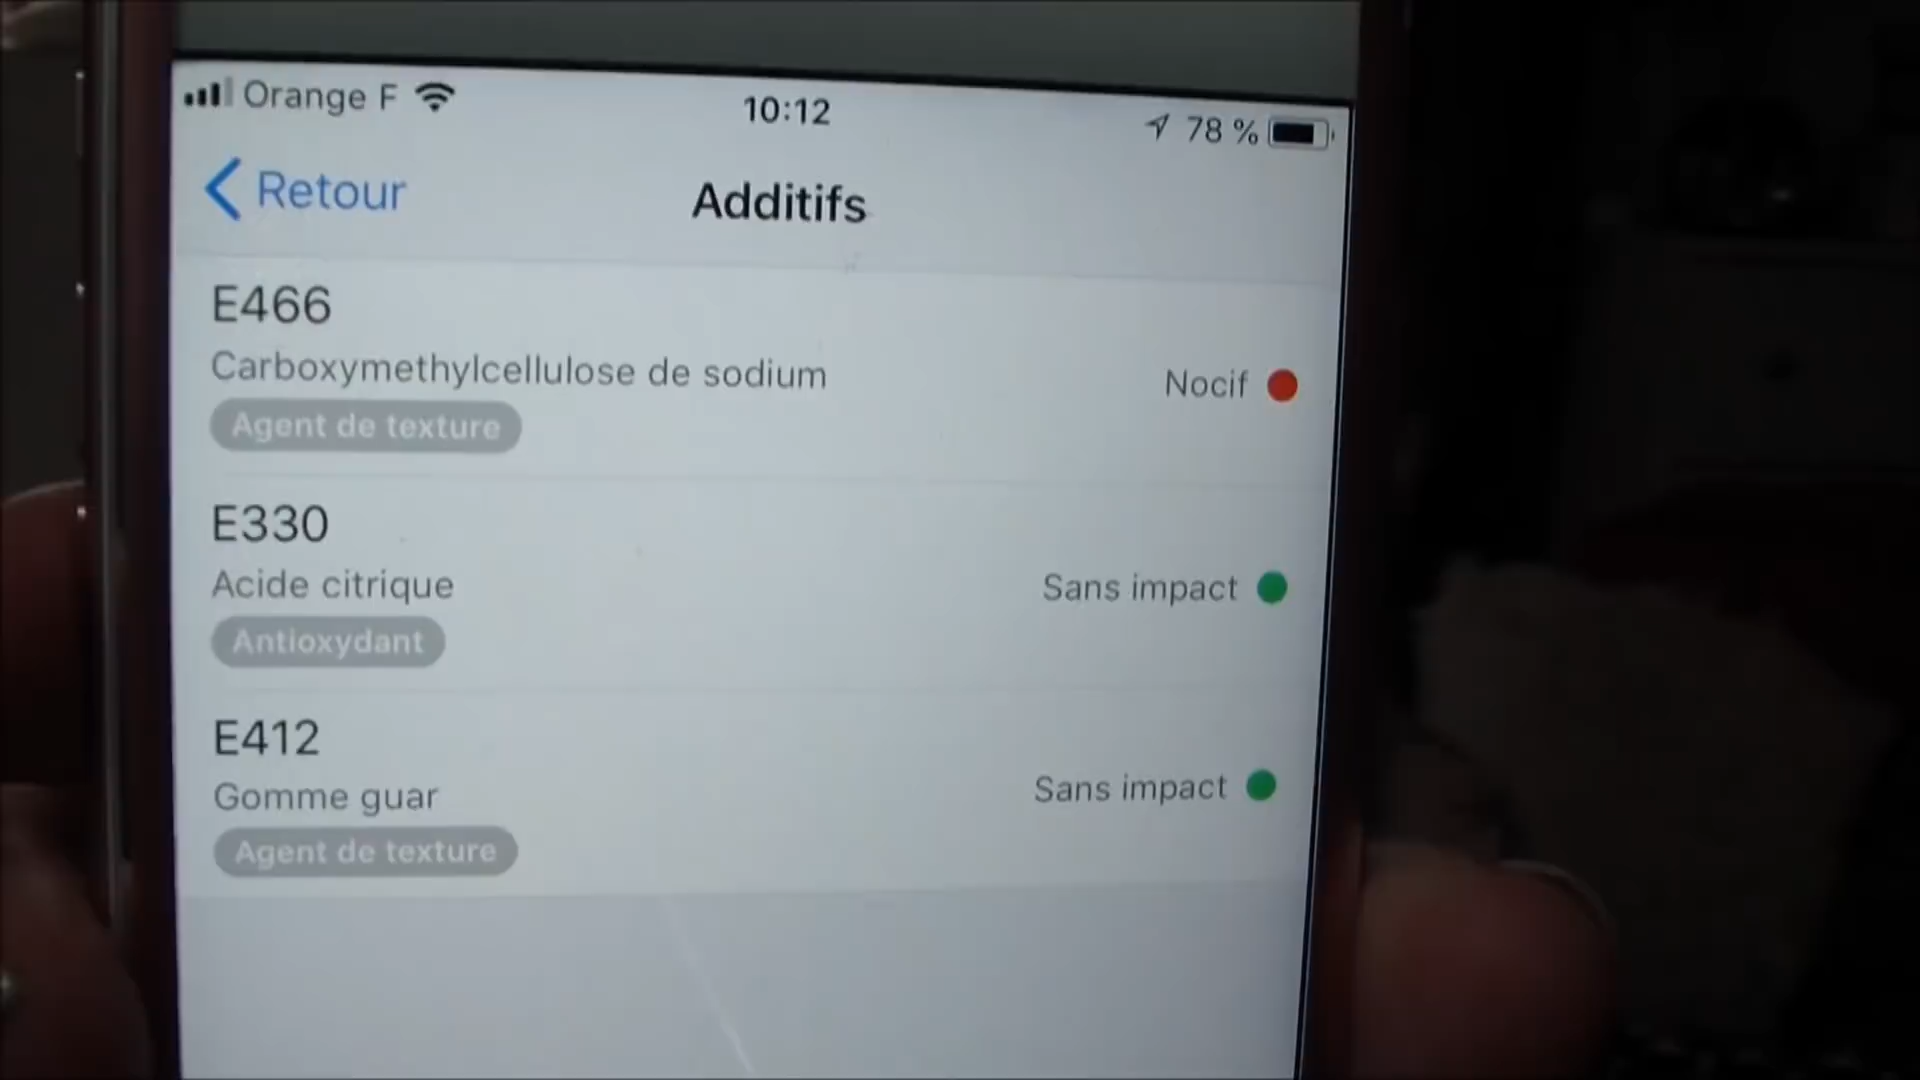 Orange F
10:12
78 %
Retour
Additifs
E466
Carboxymethylcellulose de sodium
Nocif
Agent de texture
E330
Acide citrique
Sans impact
Antioxydant
E412
Gomme guar
Sans impact
Agent de texture